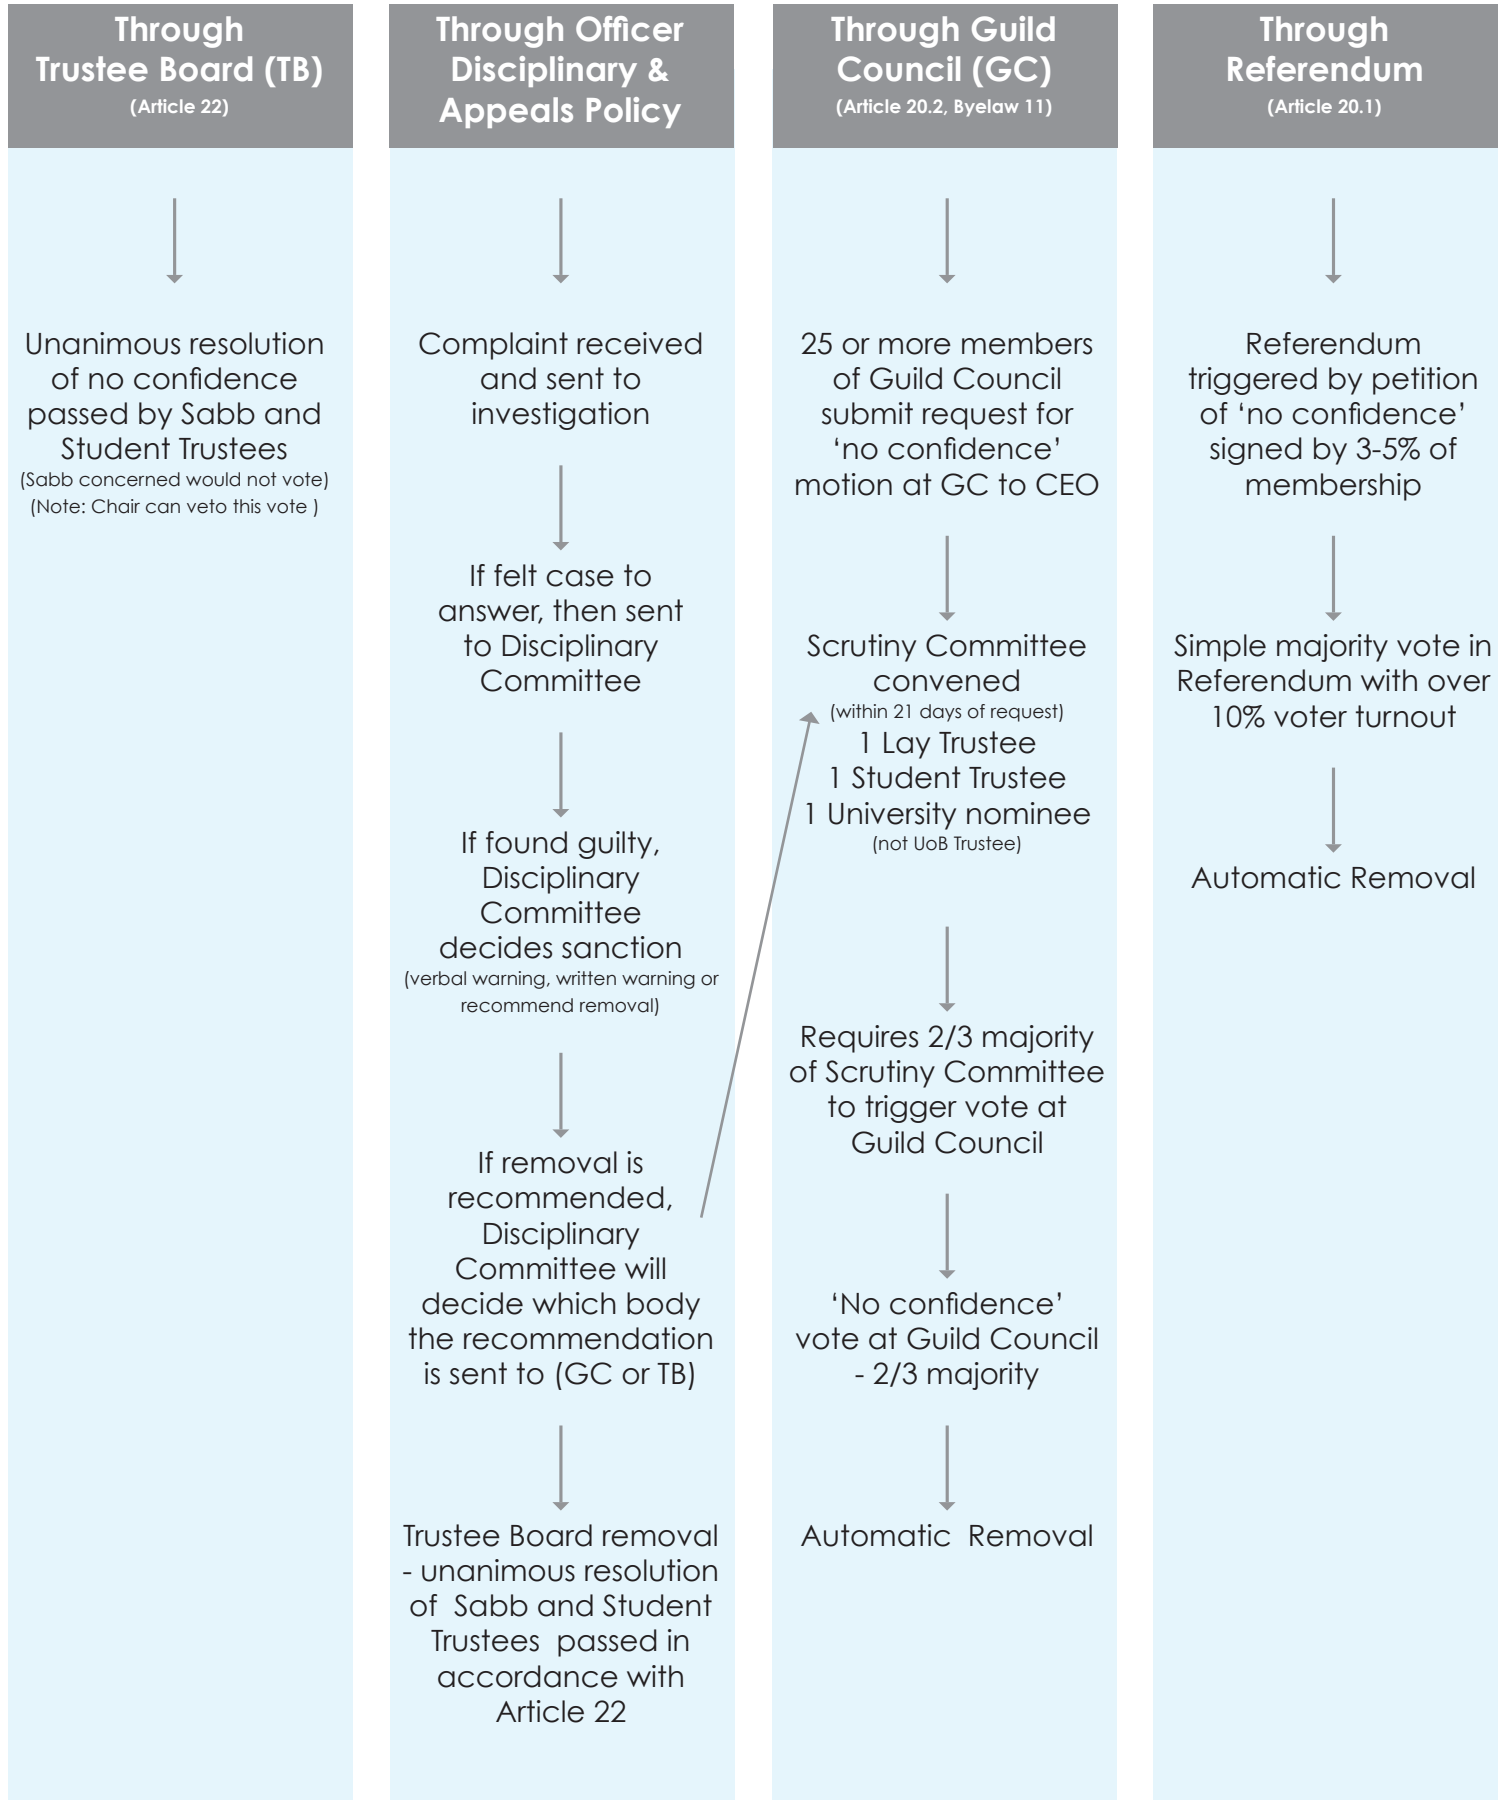 Through
Trustee Board (TB)
(Article 22)
Unanimous resolution
of no confidence
passed by Sabb and
Student Trustees
(Sabb concerned would not vote)
(Note: Chair can veto this vote )
Through Officer
Disciplinary &
Appeals Policy
Complaint received
and sent to
investigation
If felt case to
answer, then sent
to Disciplinary
Committee
If found guilty,
Disciplinary
Committee
decides sanction
(verbal warning, written warning or
recommend removal)
If removal is
recommended,
Disciplinary
Committee will
decide which body
the recommendation
is sent to (GC or TB)
Trustee Board removal
- unanimous resolution
of  Sabb and Student
Trustees  passed in
accordance with
Article 22
Through Guild
Council (GC)
(Article 20.2, Byelaw 11)
25 or more members
of Guild Council
submit request for
‘no confidence’
motion at GC to CEO
Scrutiny Committee
convened
(within 21 days of request)
1 Lay Trustee
1 Student Trustee
1 University nominee
(not UoB Trustee)
Requires 2/3 majority
of Scrutiny Committee
to trigger vote at
Guild Council
‘No confidence’
vote at Guild Council
- 2/3 majority
Automatic  Removal
Through
Referendum
(Article 20.1)
Referendum
triggered by petition
of ‘no confidence’
signed by 3-5% of
membership
Simple majority vote in
Referendum with over
10% voter turnout
Automatic Removal